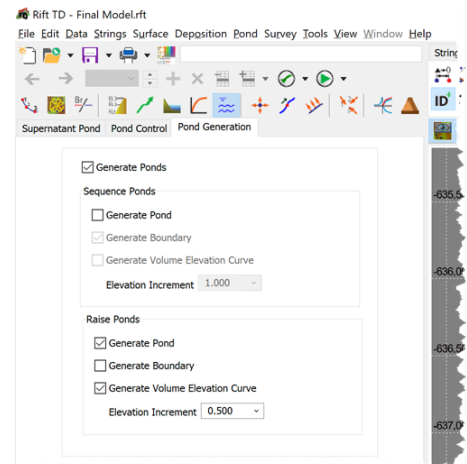 Rift TD - Final Model.rft
File Edit Data Strings Surface Deposition Pond Survey Tools View Window Help
String
ID
Supernatant Pond Pond Control Pond Generation
Generate Ponds
Sequence Ponds
Generate Pond
Generate Boundary
Generate Volume Elevation Curve
Elevation Increment 1.000
Raise Ponds
Generate Pond
Generate Boundary
Generate Volume Elevation Curve
Elevation Increment 0.500
-635.5
-636.0
-636.5
-637.0